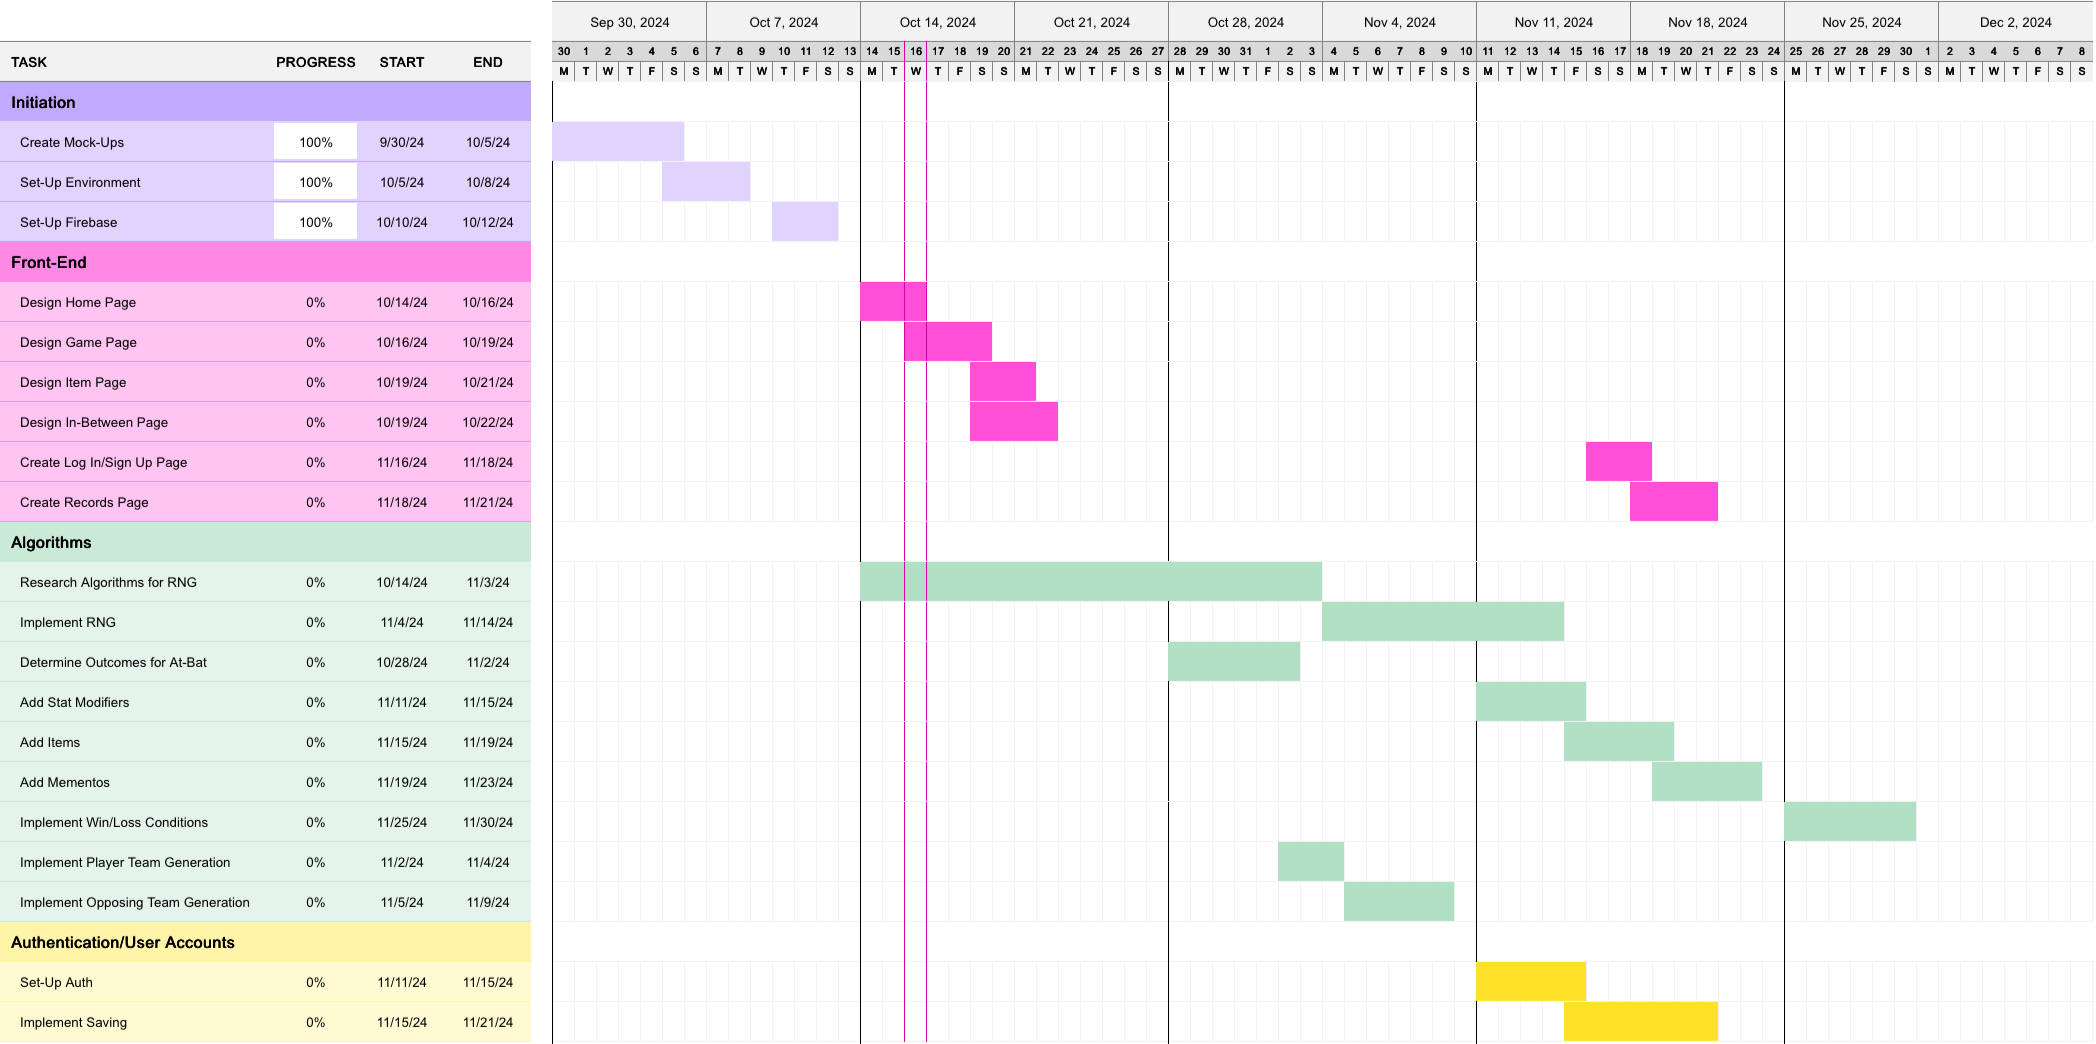 Sep 30, 2024 Oct 7, 2024 Oct 14, 2024 Oct 21, 2024 Oct 28, 2024 Nov 4, 2024 Nov 11, 2024 Nov 18, 2024 Nov 25, 2024 Dec 2, 2024
30 1 2 3 4 5 6 7 8 9 10 11 12 13 14 15 16 17 18 19 20 21 22 23 24 25 26 27 28 29 30 31 1 2 3 4 5 6 7 8 9 10 11 12 13 14 15 16 17 18 19 20 21 22 23 24 25 26 27 28 29 30 1 2 3 4 5 6 7 8
TASK PROGRESS START END
M T W T F S S M T W T F S S M T W T F S S M T W T F S S M T W T F S S M T W T F S S M T W T F S S M T W T F S S M T W T F S S M T W T F S S
Initiation
Create Mock-Ups 100% 9/30/24 10/5/24
Set-Up Environment 100% 10/5/24 10/8/24
Set-Up Firebase 100% 10/10/24 10/12/24
Front-End
Design Home Page 0% 10/14/24 10/16/24
Design Game Page 0% 10/16/24 10/19/24
Design Item Page 0% 10/19/24 10/21/24
Design In-Between Page 0% 10/19/24 10/22/24
Create Log In/Sign Up Page 0% 11/16/24 11/18/24
Create Records Page 0% 11/18/24 11/21/24
Algorithms
Research Algorithms for RNG 0% 10/14/24 11/3/24
Implement RNG 0% 11/4/24 11/14/24
Determine Outcomes for At-Bat 0% 10/28/24 11/2/24
Add Stat Modifiers 0% 11/11/24 11/15/24
Add Items 0% 11/15/24 11/19/24
Add Mementos 0% 11/19/24 11/23/24
Implement Win/Loss Conditions 0% 11/25/24 11/30/24
Implement Player Team Generation 0% 11/2/24 11/4/24
Implement Opposing Team Generation 0% 11/5/24 11/9/24
Authentication/User Accounts
Set-Up Auth 0% 11/11/24 11/15/24
Implement Saving 0% 11/15/24 11/21/24